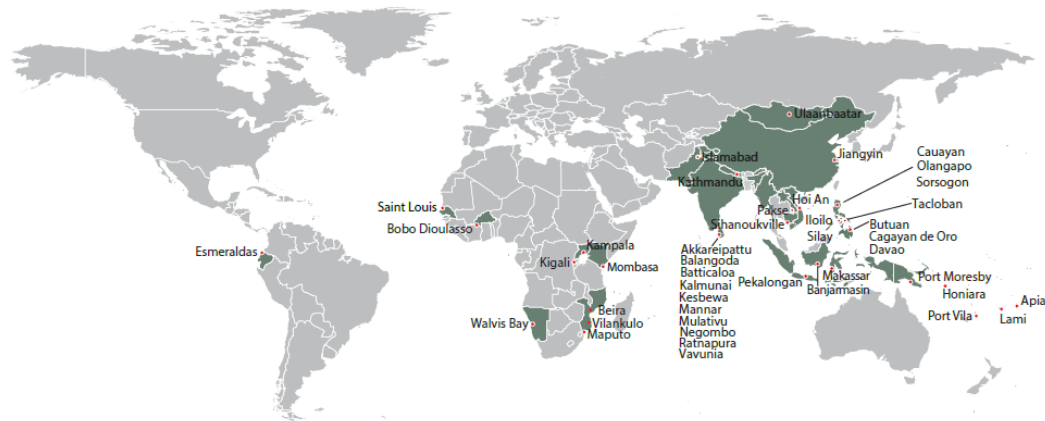 Ulaanbaatar
Islamabad
Jiangyin
Kathmandu
Cauayan
Olangapo
Sorsogon
Tacloban
Hoi An
Pakse
Sihanoukville
Iloilo
Silay
Butuan
Cagayan de Oro
Davao
Saint Louis
Bobo Dioulasso
Esmeraldas
Kampala
Kigali
Mombasa
Akkareipattu
Balangoda
Batticaloa
Kalmunai
Kesbewa
Mannar
Mulativu
Negombo
Ratnapura
Vavunia
Pekalongan
Makassar
Banjarmasin
Port Moresby
Honiara
Apia
Port Vila
Lami
Beira
Walvis Bay
Vilankulo
Maputo